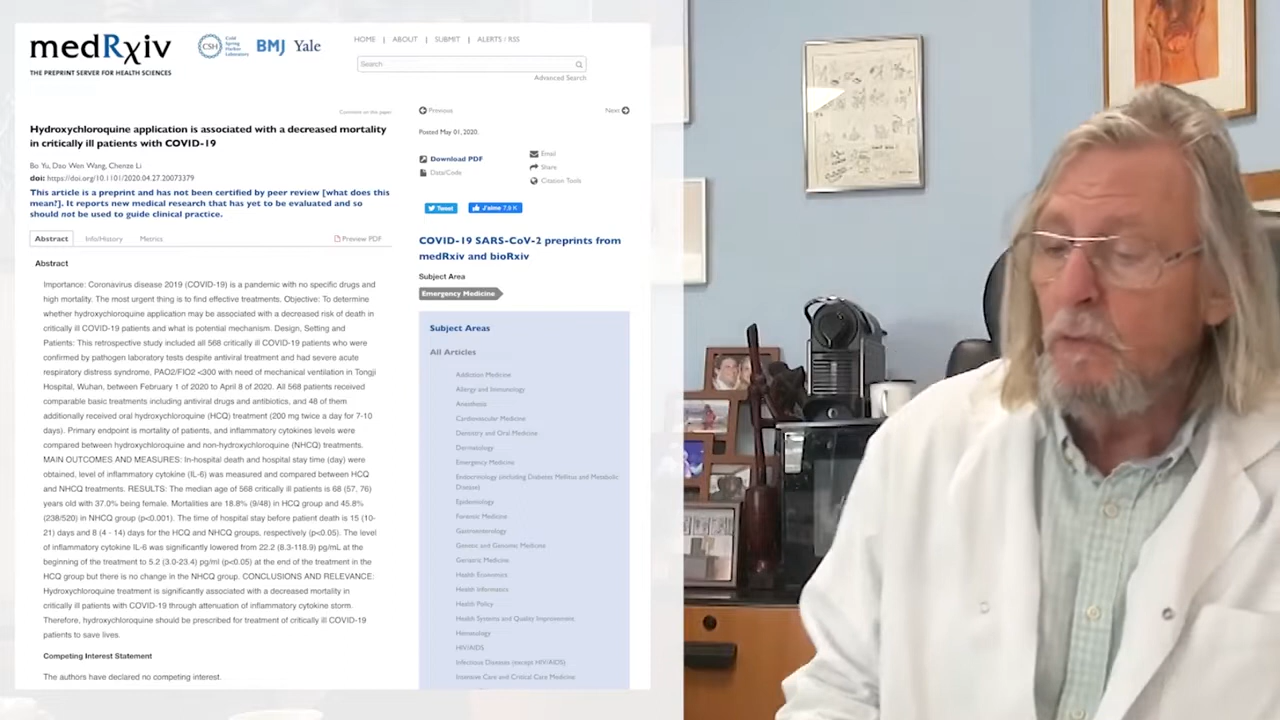 medRxiv
THE PREPRINT SERVER FOR HEALTH SCIENCES
CSH
Cold
Spring
Harbor
Laboratory
BMJ Yale
HOME | ABOUT | SUBMIT | ALERTS / RSS
Search
Advanced Search
Comment on this paper
Hydroxychloroquine application is associated with a decreased mortality
in critically ill patients with COVID-19
Bo Yu, Dao Wen Wang, Chenze Li
doi: https://doi.org/10.1101/2020.04.27.20073379
This article is a preprint and has not been certified by peer review [what does this
mean?]. It reports new medical research that has yet to be evaluated and so
should not be used to guide clinical practice.
Abstract Info/History Metrics Preview PDF
Abstract
Importance: Coronavirus disease 2019 (COVID-19) is a pandemic with no specific drugs and
high mortality. The most urgent thing is to find effective treatments. Objective: To determine
whether hydroxychloroquine application may be associated with a decreased risk of death in
critically ill COVID-19 patients and what is potential mechanism. Design, Setting and
Patients: This retrospective study included all 568 critically ill COVID-19 patients who were
confirmed by pathogen laboratory tests despite antiviral treatment and had severe acute
respiratory distress syndrome, PAO2/FIO2 <300 with need of mechanical ventilation in Tongji
Hospital, Wuhan, between February 1 of 2020 to April 8 of 2020. All 568 patients received
comparable basic treatments including antiviral drugs and antibiotics, and 48 of them
additionally received oral hydroxychloroquine (HCQ) treatment (200 mg twice a day for 7-10
days). Primary endpoint is mortality of patients, and inflammatory cytokines levels were
compared between hydroxychloroquine and non-hydroxychloroquine (NHCQ) treatments.
MAIN OUTCOMES AND MEASURES: In-hospital death and hospital stay time (day) were
obtained, level of inflammatory cytokine (IL-6) was measured and compared between HCQ
and NHCQ treatments. RESULTS: The median age of 568 critically ill patients is 68 (57, 76)
years old with 37.0% being female. Mortalities are 18.8% (9/48) in HCQ group and 45.8%
(238/520) in NHCQ group (p<0.001). The time of hospital stay before patient death is 15 (10-
21) days and 8 (4 - 14) days for the HCQ and NHCQ groups, respectively (p<0.05). The level
of inflammatory cytokine IL-6 was significantly lowered from 22.2 (8.3-118.9) pg/mL at the
beginning of the treatment to 5.2 (3.0-23.4) pg/ml (p<0.05) at the end of the treatment in the
HCQ group but there is no change in the NHCQ group. CONCLUSIONS AND RELEVANCE:
Hydroxychloroquine treatment is significantly associated with a decreased mortality in
critically ill patients with COVID-19 through attenuation of inflammatory cytokine storm.
Therefore, hydroxychloroquine should be prescribed for treatment of critically ill COVID-19
patients to save lives.
Competing Interest Statement
The authors have declared no competing interest.
Previous Next
Posted May 01, 2020.
Download PDF
Data/Code
Email
Share
Citation Tools
Tweet J'aime 7,9 K
COVID-19 SARS-CoV-2 preprints from
medRxiv and bioRxiv
Subject Area
Emergency Medicine
Subject Areas
All Articles
Addiction Medicine
Allergy and Immunology
Anesthesia
Cardiovascular Medicine
Dentistry and Oral Medicine
Dermatology
Emergency Medicine
Endocrinology (including Diabetes Mellitus and Metabolic
Disease)
Epidemiology
Forensic Medicine
Gastroenterology
Genetic and Genomic Medicine
Geriatric Medicine
Health Economics
Health Informatics
Health Policy
Health Systems and Quality Improvement
Hematology
HIV/AIDS
Infectious Diseases (except HIV/AIDS)
Intensive Care and Critical Care Medicine